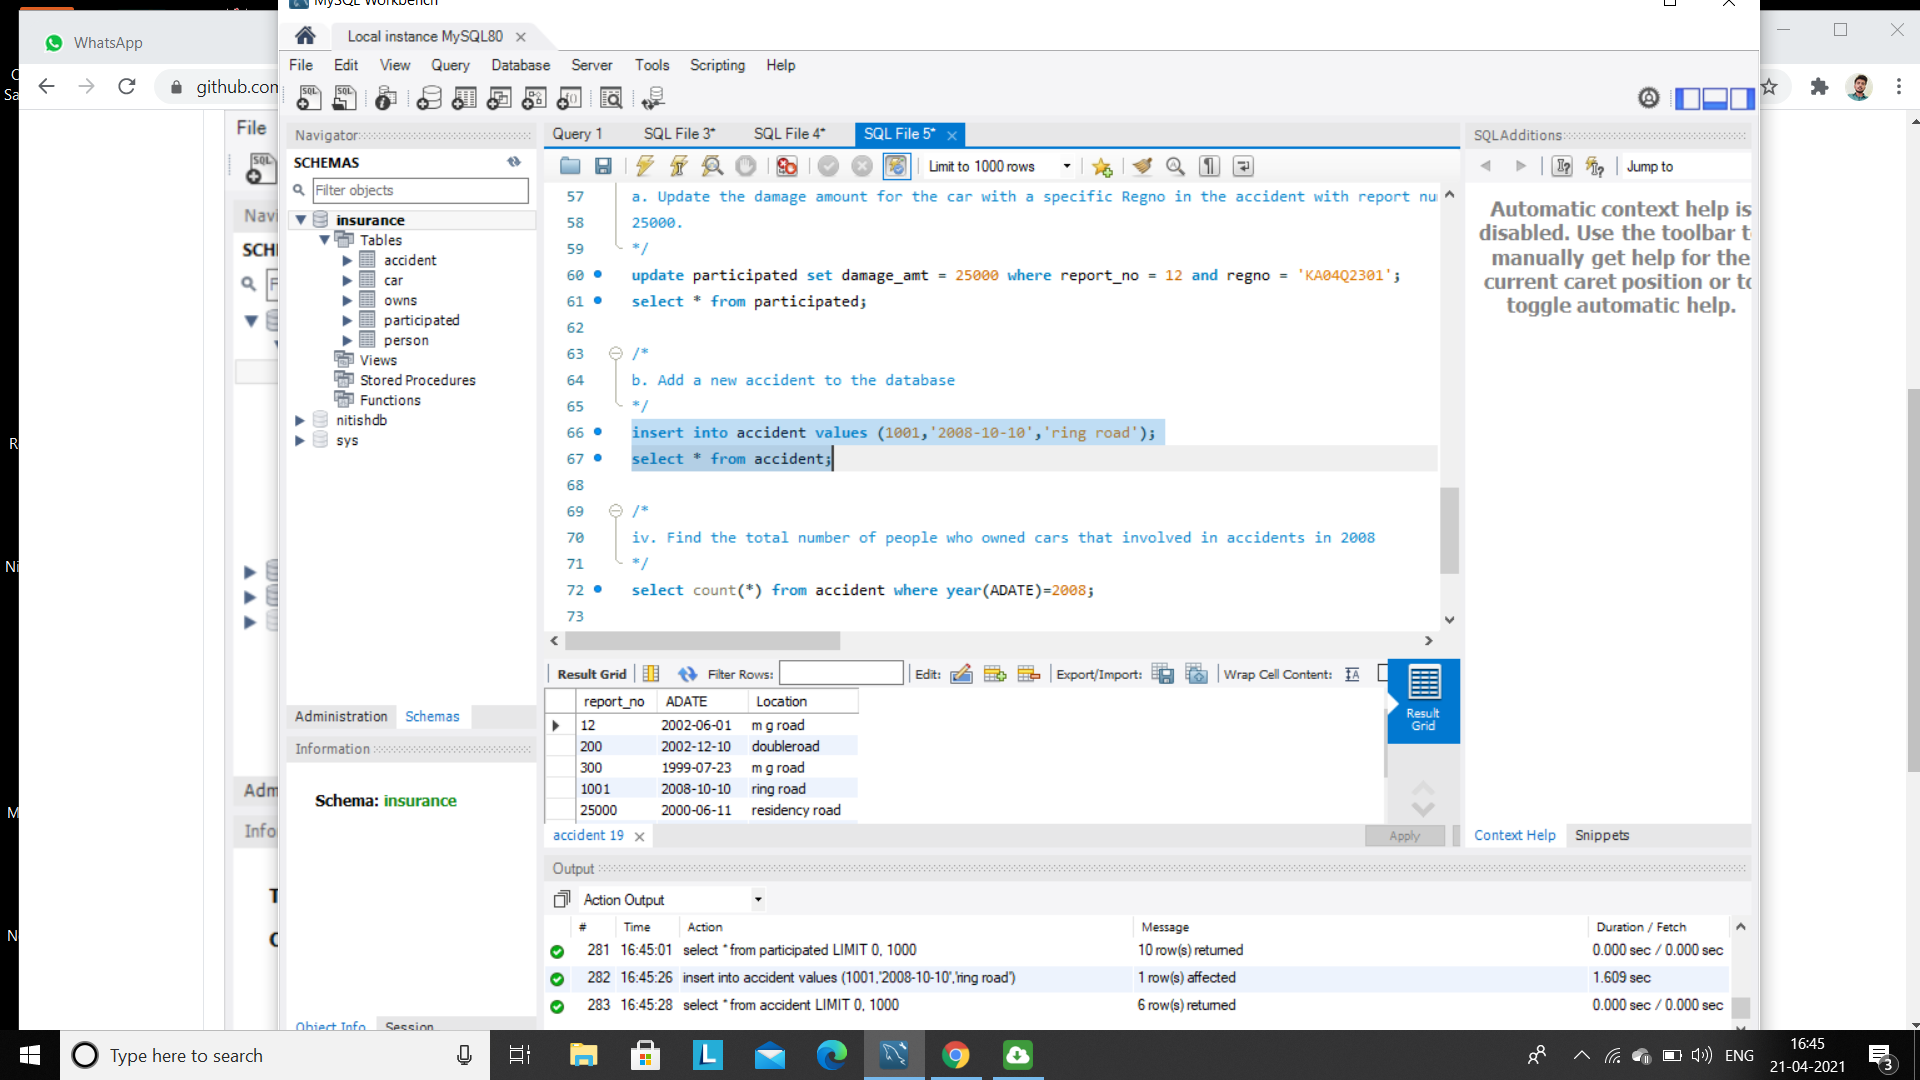 MySQL Workbench
WhatsApp
github.com
Local instance MySQL80
File Edit View Query Database Server Tools Scripting Help
File
Navigator
SCHEMAS
Filter objects
insurance
Tables
accident
car
owns
participated
person
Views
Stored Procedures
Functions
nitishdb
sys
Administration Schemas
Information
Schema: insurance
Object Info Session
Query 1 SQL File 3* SQL File 4* SQL File 5*
Limit to 1000 rows
57 a. Update the damage amount for the car with a specific Regno in the accident with report
58 25000.
59 */
60 update participated set damage_amt = 25000 where report_no = 12 and regno = 'KA04Q2301';
61 select * from participated;
62
63 /*
64 b. Add a new accident to the database
65 */
66 insert into accident values (1001,'2008-10-10','ring road');
67 select * from accident;
68
69 /*
70 iv. Find the total number of people who owned cars that involved in accidents in 2008
71 */
72 select count(*) from accident where year(ADATE)=2008;
73
Result Grid Filter Rows: Edit: Export/Import: Wrap Cell Content:
report_no ADATE Location
12 2002-06-01 m g road
200 2002-12-10 doubleroad
300 1999-07-23 m g road
1001 2008-10-10 ring road
25000 2000-06-11 residency road
Result
Grid
accident 19
Apply
SQLAdditions
Jump to
Automatic context help is
disabled. Use the toolbar to
manually get help for the
current caret position or to
toggle automatic help.
Context Help Snippets
Output
Action Output
# Time Action Message Duration / Fetch
281 16:45:01 select * from participated LIMIT 0, 1000 10 row(s) returned 0.000 sec / 0.000 sec
282 16:45:26 insert into accident values (1001,'2008-10-10','ring road') 1 row(s) affected 1.609 sec
283 16:45:28 select * from accident LIMIT 0, 1000 6 row(s) returned 0.000 sec / 0.000 sec
Type here to search
ENG
16:45
21-04-2021
3